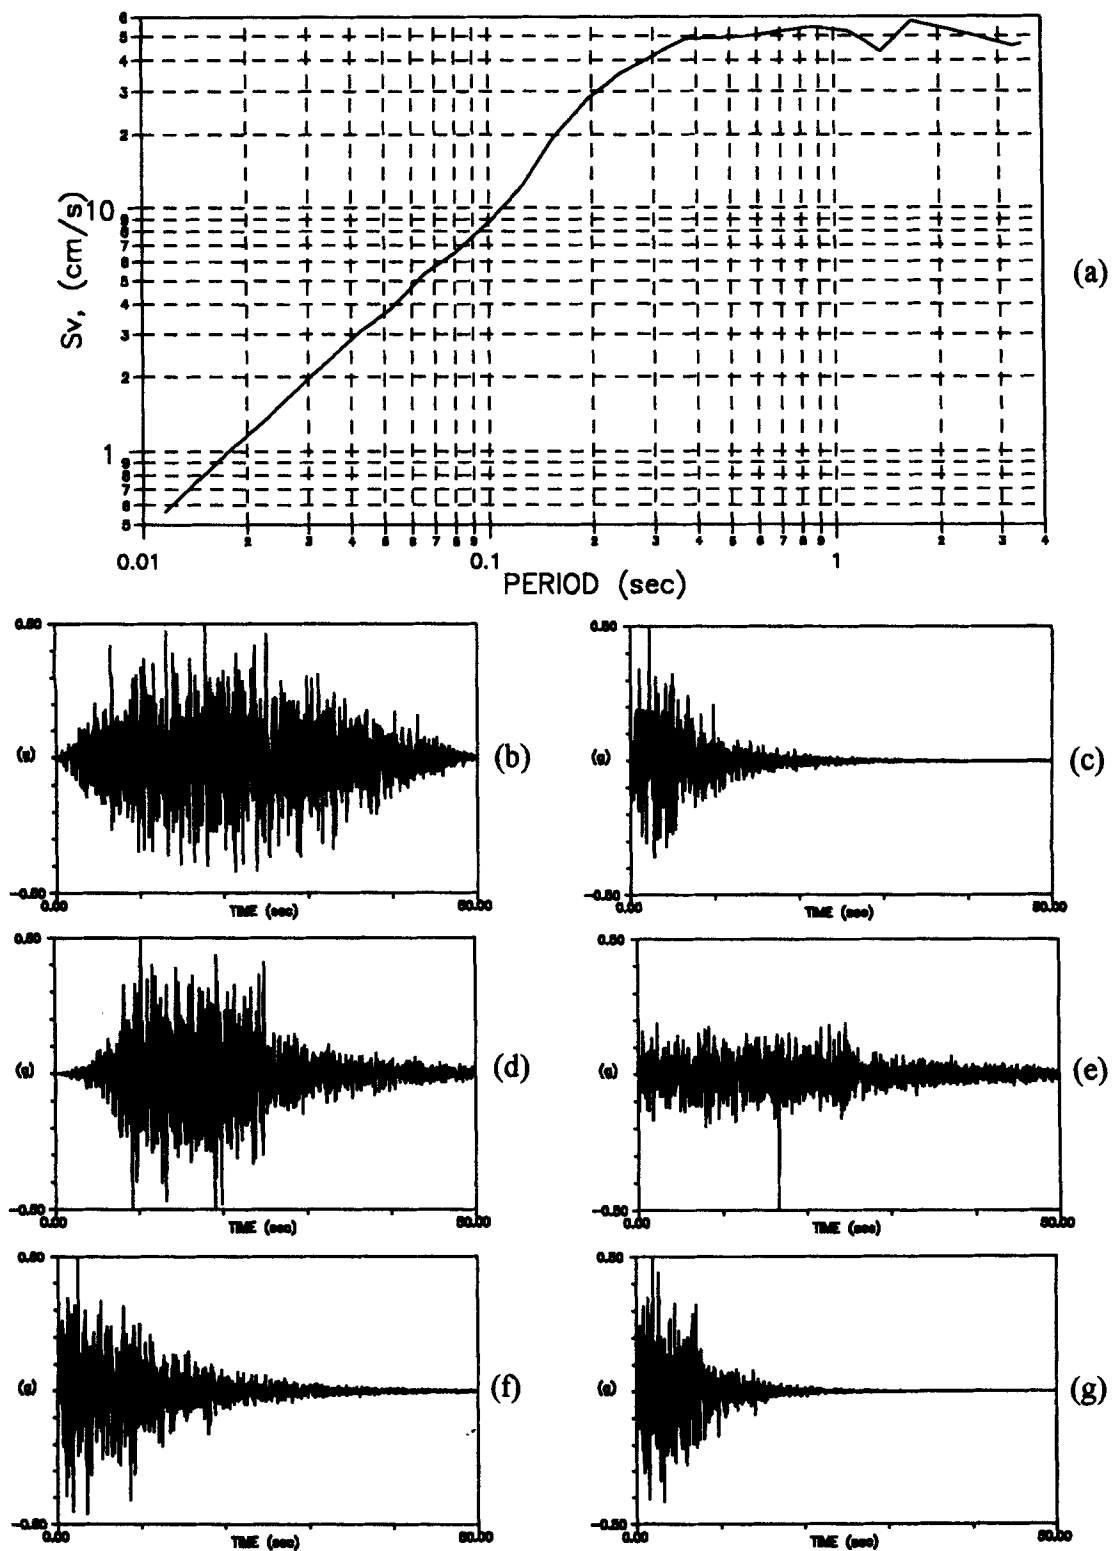 6
5
4
3
2
10
9
8
7
6
5
4
3
2
1
9
8
7
6
5
Sv, (cm/s)
(a)
2 3 4 5 6 7 8 9 2 3 4 5 6 7 8 9 2 3 4
0.01 0.1 1
PERIOD (sec)
0.50 0.50
(g) (b) (g) (c)
-0.50 -0.50
0.00 50.00 0.00 50.00
TIME (sec) TIME (sec)
0.50 0.50
(g) (d) (g) (e)
-0.50 -0.50
0.00 50.00 0.00 50.00
TIME (sec) TIME (sec)
0.50 0.50
(g) (f) (g) (g)
-0.50 -0.50
0.00 50.00 0.00 50.00
TIME (sec) TIME (sec)